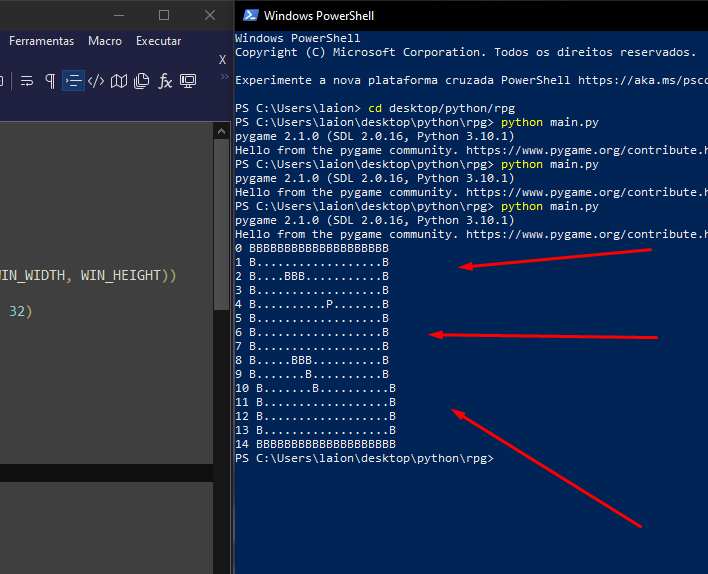 Windows PowerShell
Ferramentas Macro Executar
X
Windows PowerShell
Copyright (C) Microsoft Corporation. Todos os direitos reservados.
Experimente a nova plataforma cruzada PowerShell
PS C:\Users\laion> cd desktop/python/rpg
PS C:\Users\laion\desktop\python\rpg> python main.py
pygame 2.1.0 (SDL 2.0.16, Python 3.10.1)
Hello from the pygame community. https://www.pygame.org/contribute.h
PS C:\Users\laion\desktop\python\rpg> python main.py
pygame 2.1.0 (SDL 2.0.16, Python 3.10.1)
Hello from the pygame community. https://www.pygame.org/contribute.h
PS C:\Users\laion\desktop\python\rpg> python main.py
pygame 2.1.0 (SDL 2.0.16, Python 3.10.1)
Hello from the pygame community. https://www.pygame.org/contribute.h
0 BBBBBBBBBBBBBBBBBBBB
1 B..................B
2 B....BBB...........B
3 B..................B
4 B..........P.......B
5 B..................B
6 B..................B
7 B..................B
8 B.....BBB..........B
9 B.......B..........B
10 B.......B..........B
11 B..................B
12 B..................B
13 B..................B
14 BBBBBBBBBBBBBBBBBBBB
PS C:\Users\laion\desktop\python\rpg>
WIN_WIDTH, WIN_HEIGHT))
32)